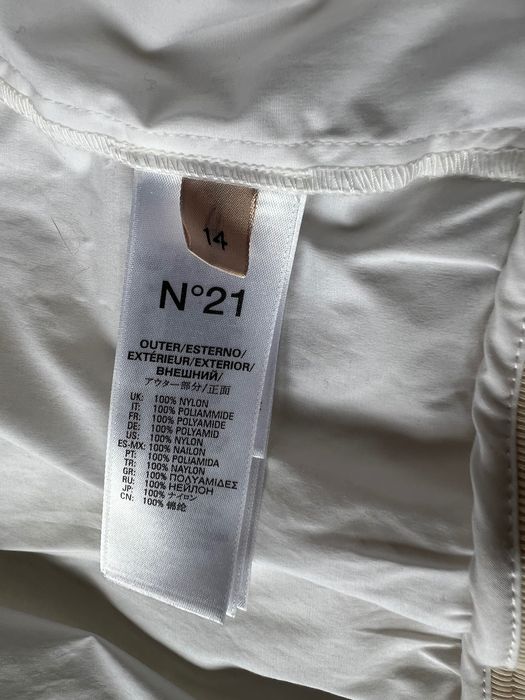 14
N°21
OUTER/ESTERNO/
EXTÉRIEUR/EXTERIOR/
ВНЕШНИЙ/
アウター部分/正面
UK: 100% NYLON
IT: 100% POLIAMMIDE
FR: 100% POLYAMIDE
DE: 100% POLYAMID
US: 100% NYLON
ES-MX: 100% NAILON
PT: 100% POLIAMIDA
TR: 100% NAYLON
GR: 100% ΠΟΛΥΑΜΙΔΕΣ
RU: 100% НЕЙЛОН
JP: 100% ナイロン
CN: 100% 锦纶